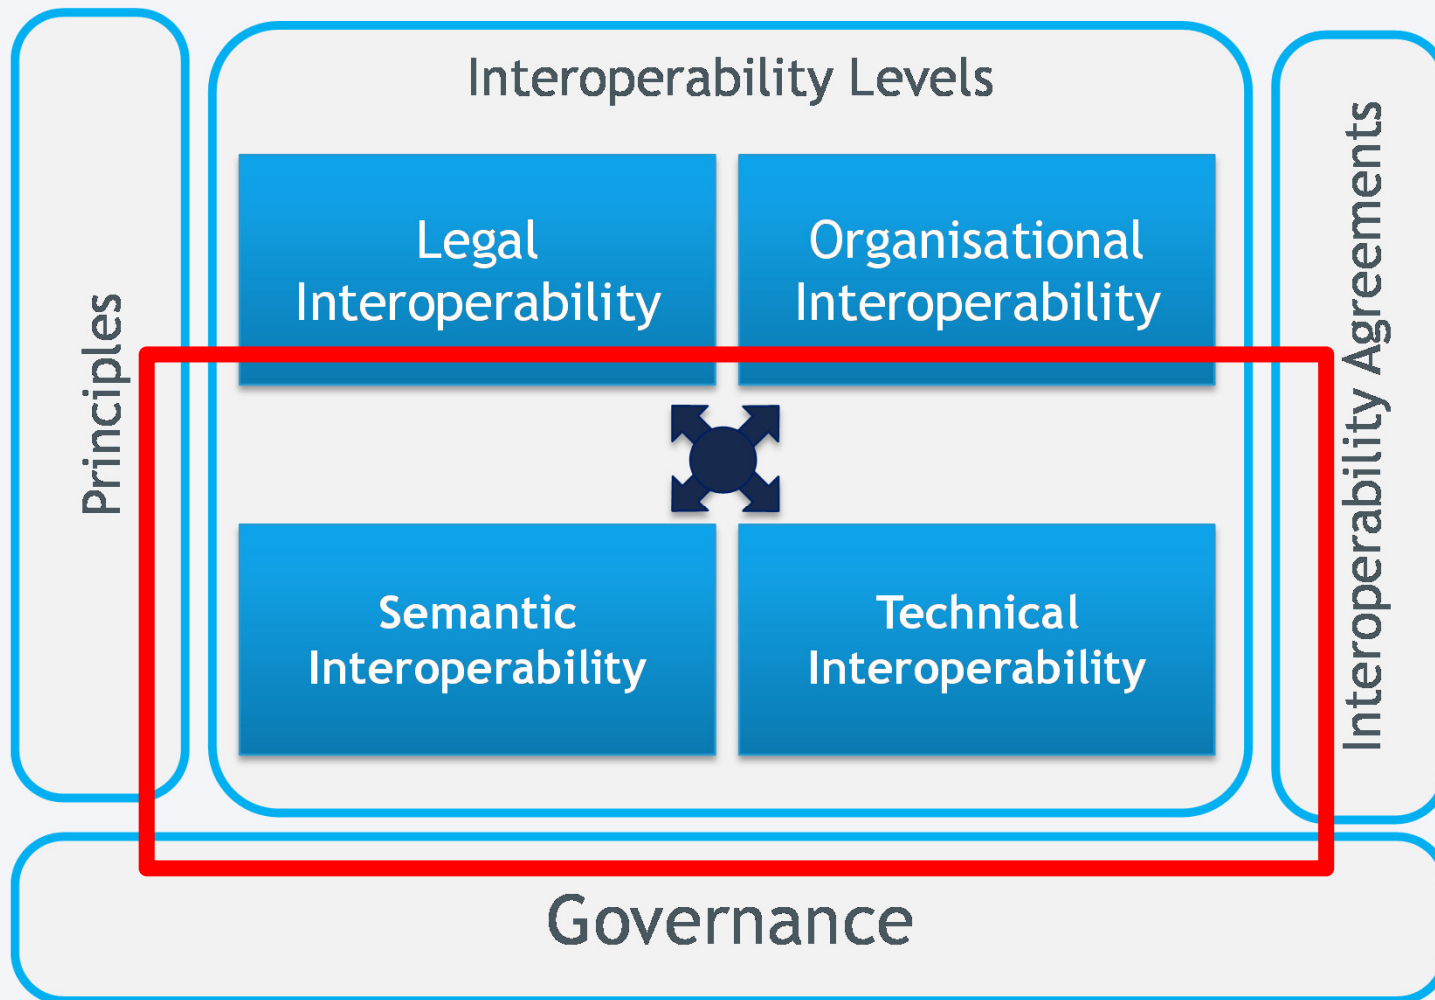 Interoperability Levels
Principles
Legal
Interoperability
Organisational
Interoperability
Semantic
Interoperability
Technical
Interoperability
Interoperability Agreements
Governance